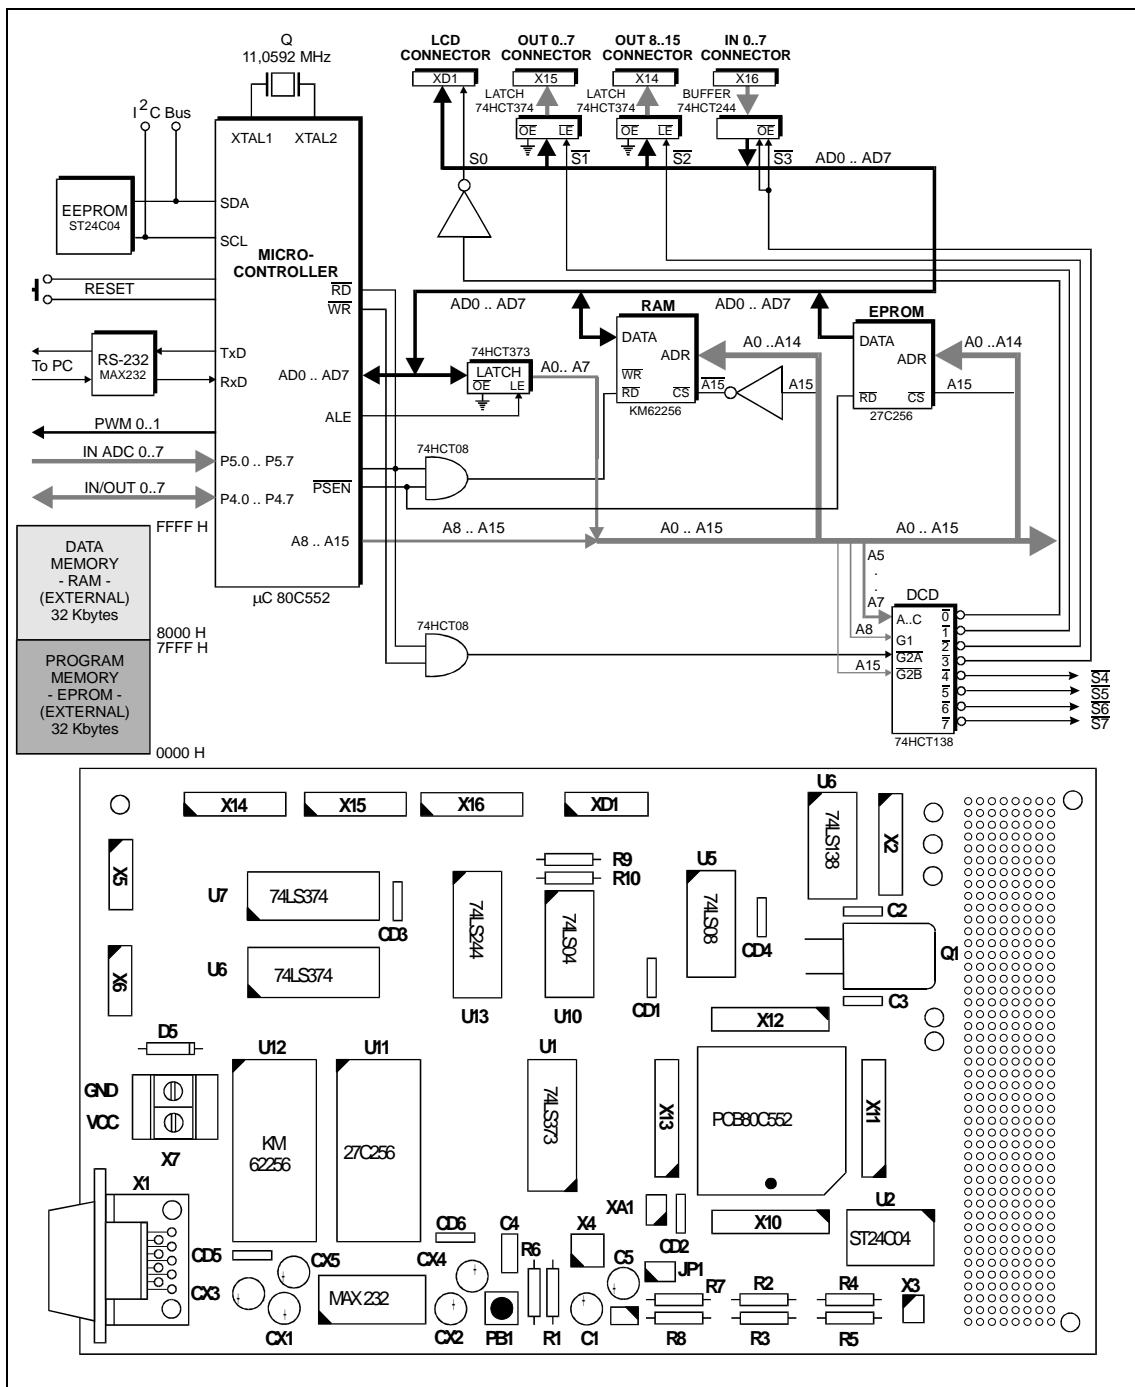 Q
11,0592 MHz
LCD
CONNECTOR
OUT 0..7
CONNECTOR
OUT 8..15
CONNECTOR
IN 0..7
CONNECTOR
XD1
X15
X14
X16
LATCH
74HCT374
LATCH
74HCT374
BUFFER
74HCT244
OE
LE
OE
LE
OE
I2C Bus
XTAL1
XTAL2
S0
S1
S2
S3
AD0 .. AD7
EEPROM
ST24C04
SDA
SCL
MICRO-
CONTROLLER
RESET
RD
WR
AD0 .. AD7
RAM
AD0 .. AD7
EPROM
DATA
ADR
A0 .. A14
DATA
ADR
A0 .. A14
To PC
RS-232
MAX232
TxD
RxD
AD0 .. AD7
74HCT373
LATCH
OE
LE
A0.. A7
WR
RD
CS
A15
A15
KM62256
RD
CS
A15
27C256
ALE
PWM 0..1
74HCT08
IN ADC 0..7
P5.0 .. P5.7
IN/OUT 0..7
P4.0 .. P4.7
PSEN
FFFF H
DATA
MEMORY
- RAM -
(EXTERNAL)
32 Kbytes
A8 .. A15
A8 .. A15
A0 .. A15
A0 .. A15
A5
.
.
A7
µC 80C552
8000 H
7FFF H
74HCT08
DCD
A..C
A8
G1
G2A
A15
G2B
0
1
2
3
4
5
6
7
S4
S5
S6
S7
74HCT138
PROGRAM
MEMORY
- EPROM -
(EXTERNAL)
32 Kbytes
0000 H
X14
X15
X16
XD1
U6
74LS138
X2
X5
U7
74LS374
CD3
74LS244
U13
R9
R10
74LS04
U10
U5
74LS08
CD4
C2
Q1
X6
U6
74LS374
CD1
C3
D5
X12
GND
VCC
X7
U12
KM
62256
U11
27C256
U1
74LS373
X13
PCB80C552
X11
X1
XA1
CD2
X10
U2
ST24C04
CD5
CX3
CX5
CX1
MAX 232
CD6
CX4
CX2
C4
R6
PB1
R1
X4
C5
C1
JP1
R7
R8
R2
R3
R4
R5
X3